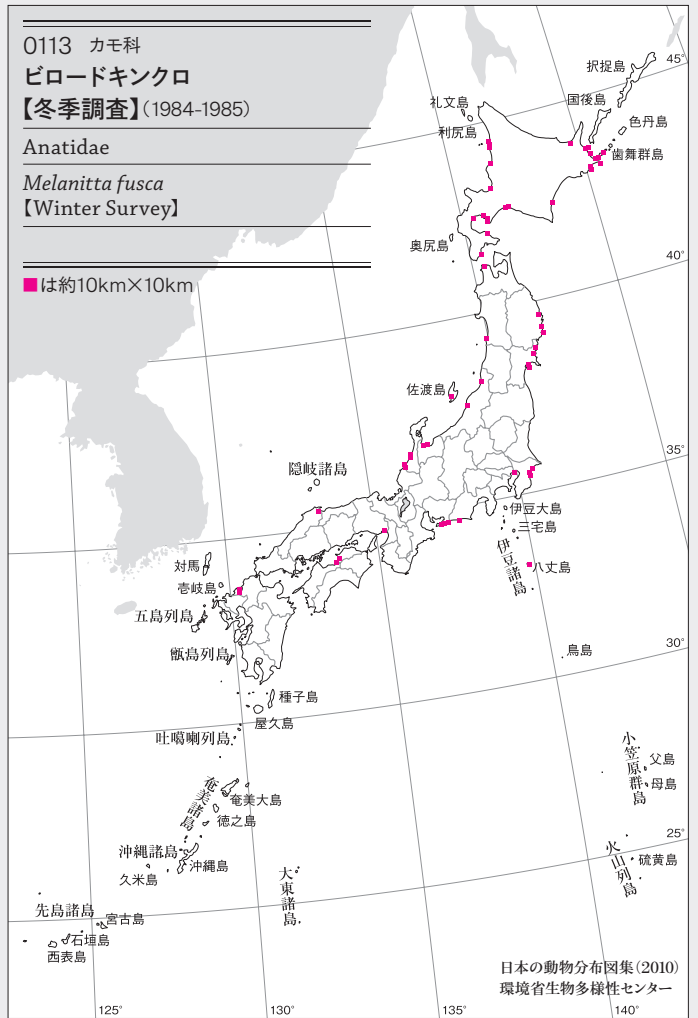 0113 カモ科
ビロードキンクロ
【冬季調査】(1984-1985)
Anatidae
Melanitta fusca
【Winter Survey】
■は約10km×10km
45°
択捉島
国後島
礼文島
色丹島
利尻島
歯舞群島
奥尻島
40°
佐渡島
35°
隠岐諸島
伊豆大島
三宅島
伊豆諸島
八丈島
対馬
壱岐島
五島列島
甑島列島
鳥島
30°
種子島
屋久島
吐噶喇列島
小笠原群島
父島
母島
奄美諸島
奄美大島
徳之島
25°
沖縄諸島
沖縄島
久米島
火山列島
硫黄島
大東諸島
先島諸島
宮古島
石垣島
西表島
日本の動物分布図集(2010)
環境省生物多様性センター
125°
130°
135°
140°